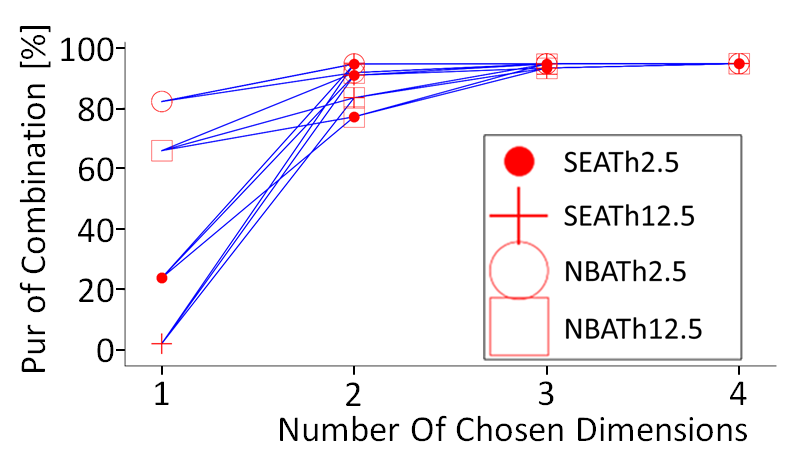 Pur of Combination [%]
100
80
60
40
20
0
1 2 3 4
Number Of Chosen Dimensions
SEATh2.5
SEATh12.5
NBATh2.5
NBATh12.5